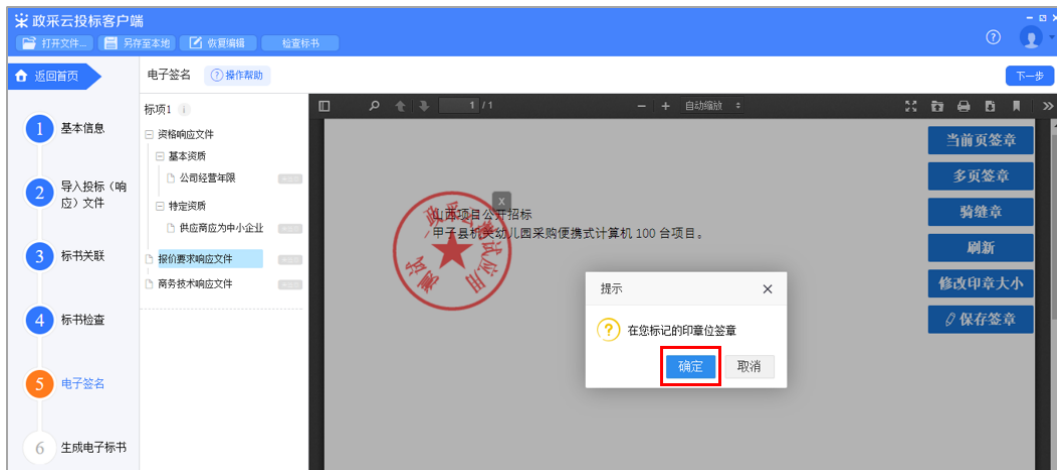 政采云投标客户端
打开文件... 另存至本地 恢复编辑 检查标书
返回首页
电子签名 操作帮助 下一步
1 基本信息
2 导入投标（响应）文件
3 标书关联
4 标书检查
5 电子签名
6 生成电子标书
标项1
资格响应文件
基本资质
公司经营年限
特定资质
供应商应为中小企业
报价要求响应文件
商务技术响应文件
1 / 1
自动缩放
山西项目公开招标
甲子县机关幼儿园采购便携式计算机 100 台项目。
X
政采云测试应用
测试
当前页签章
多页签章
骑缝章
刷新
修改印章大小
保存签章
提示
在您标记的印章位签章
确定 取消